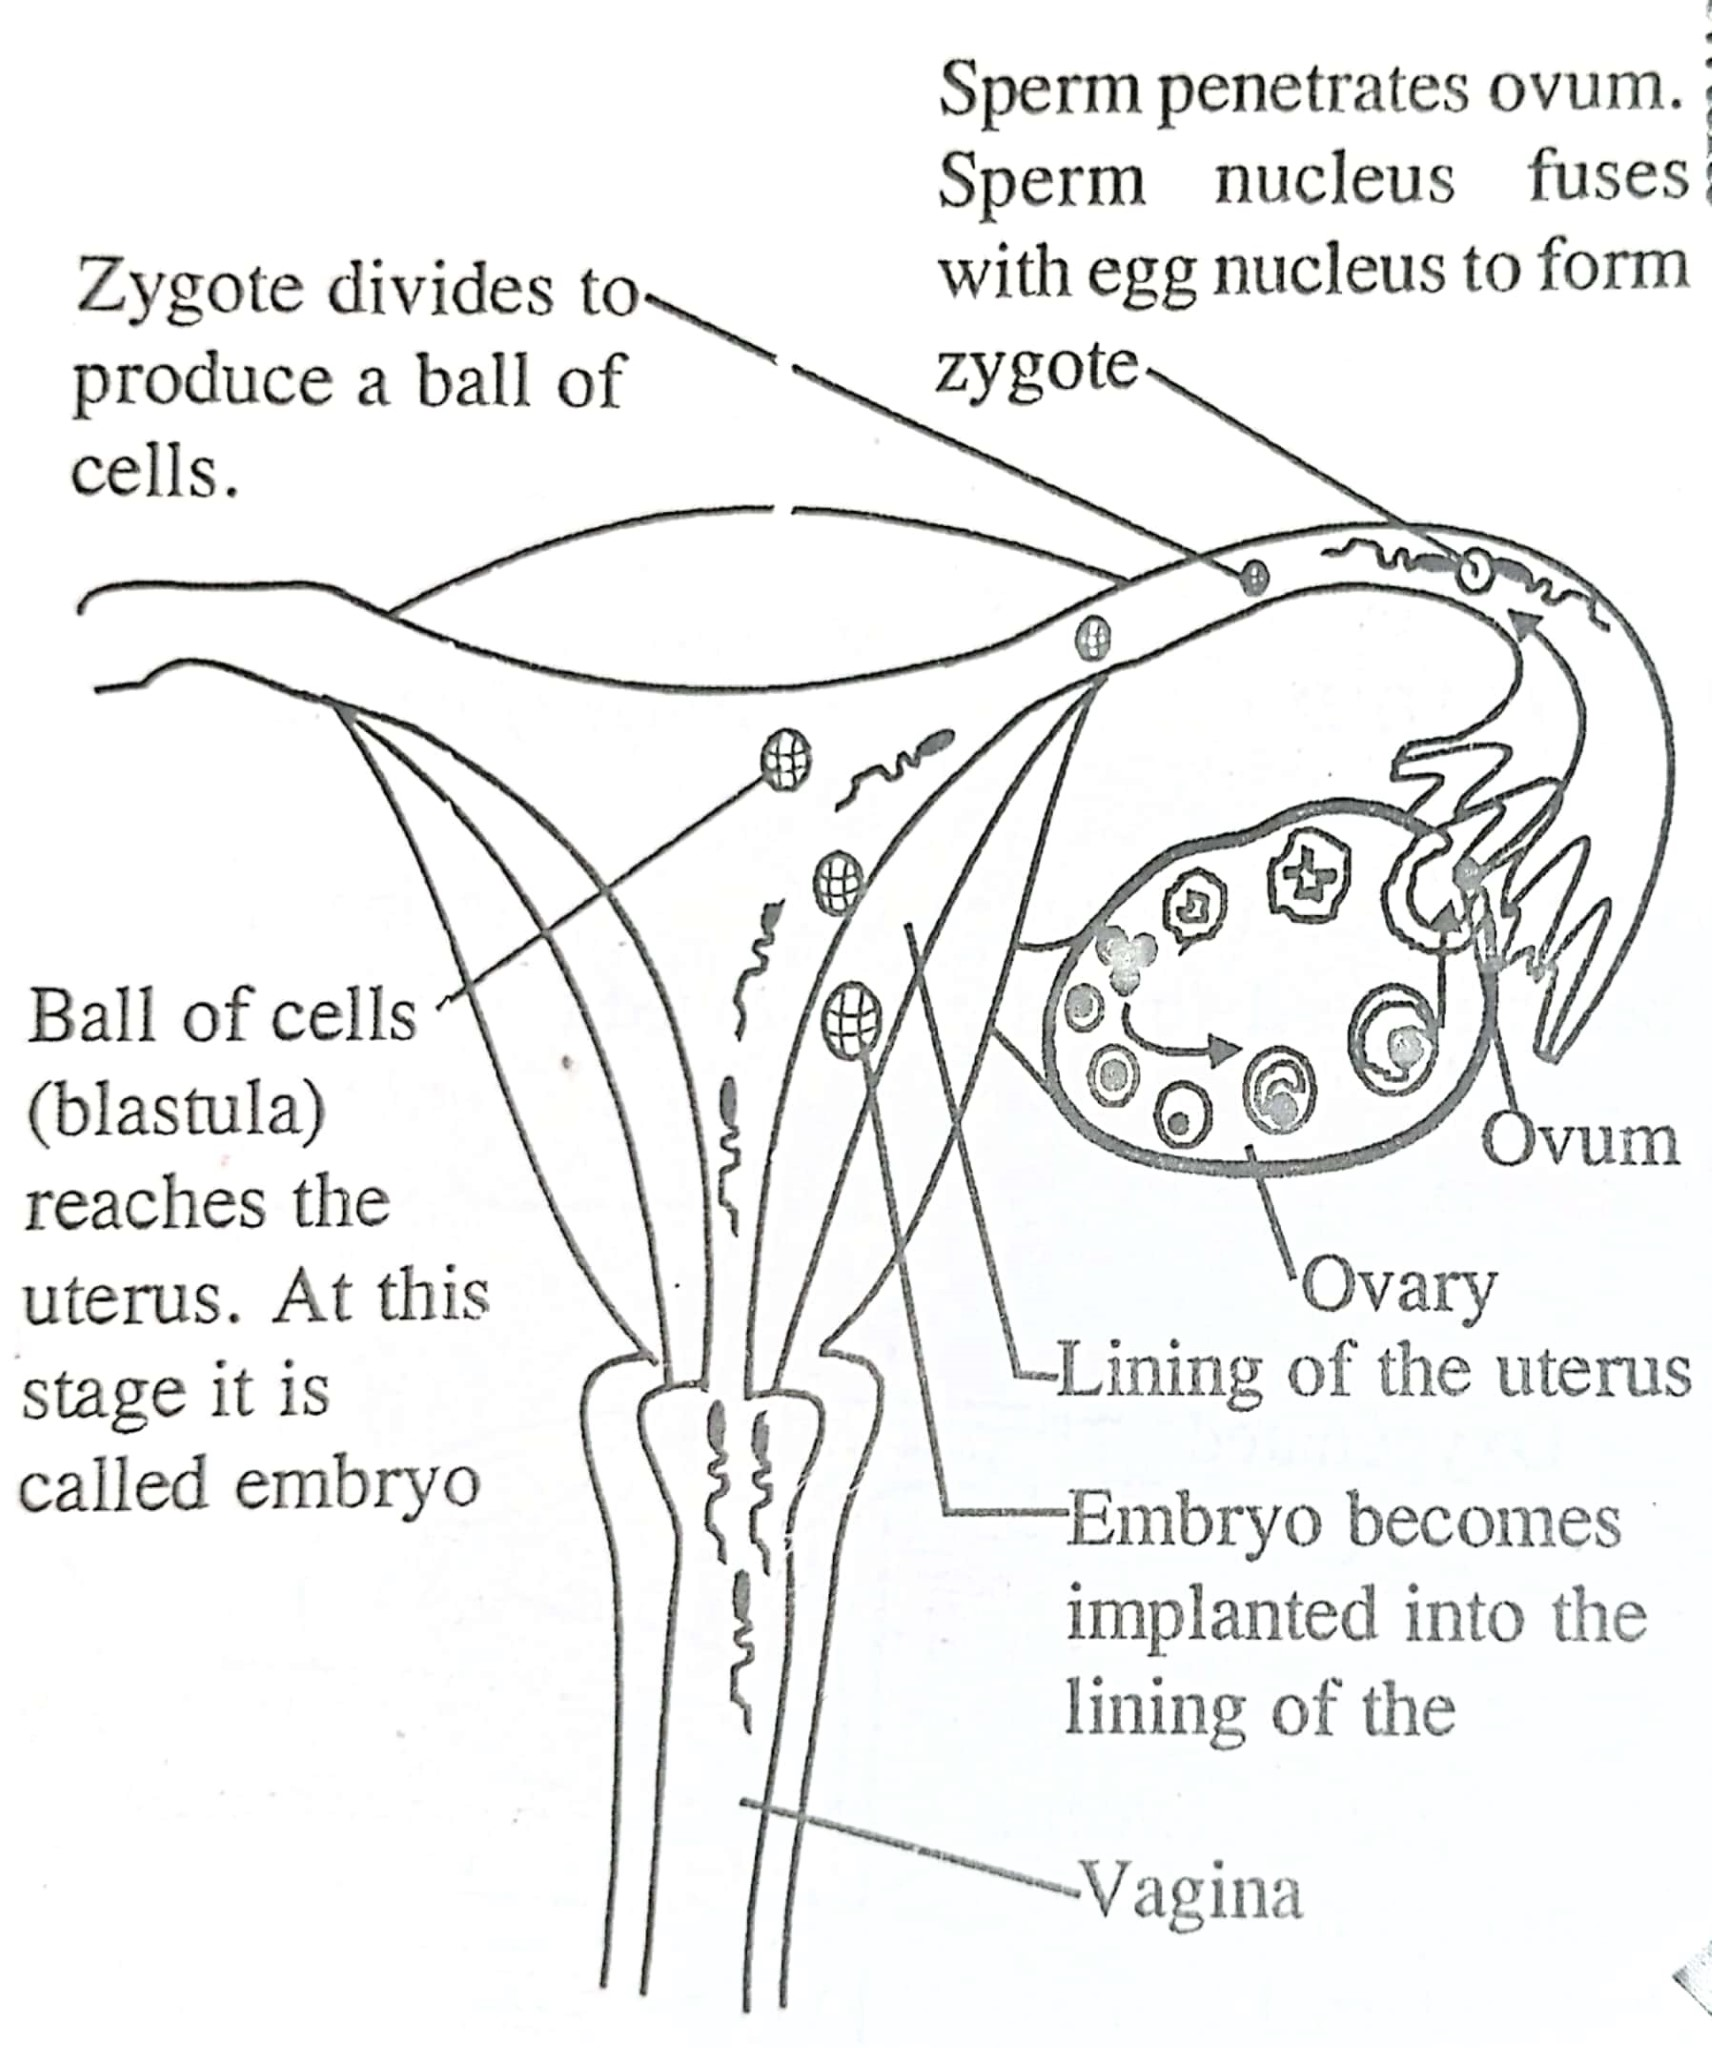 Sperm penetrates ovum.
Sperm nucleus fuses
with egg nucleus to form
zygote
Zygote divides to
produce a ball of
cells.
Ball of cells
(blastula)
reaches the
uterus. At this
stage it is
called embryo
Ovum
Ovary
Lining of the uterus
Embryo becomes
implanted into the
lining of the
Vagina